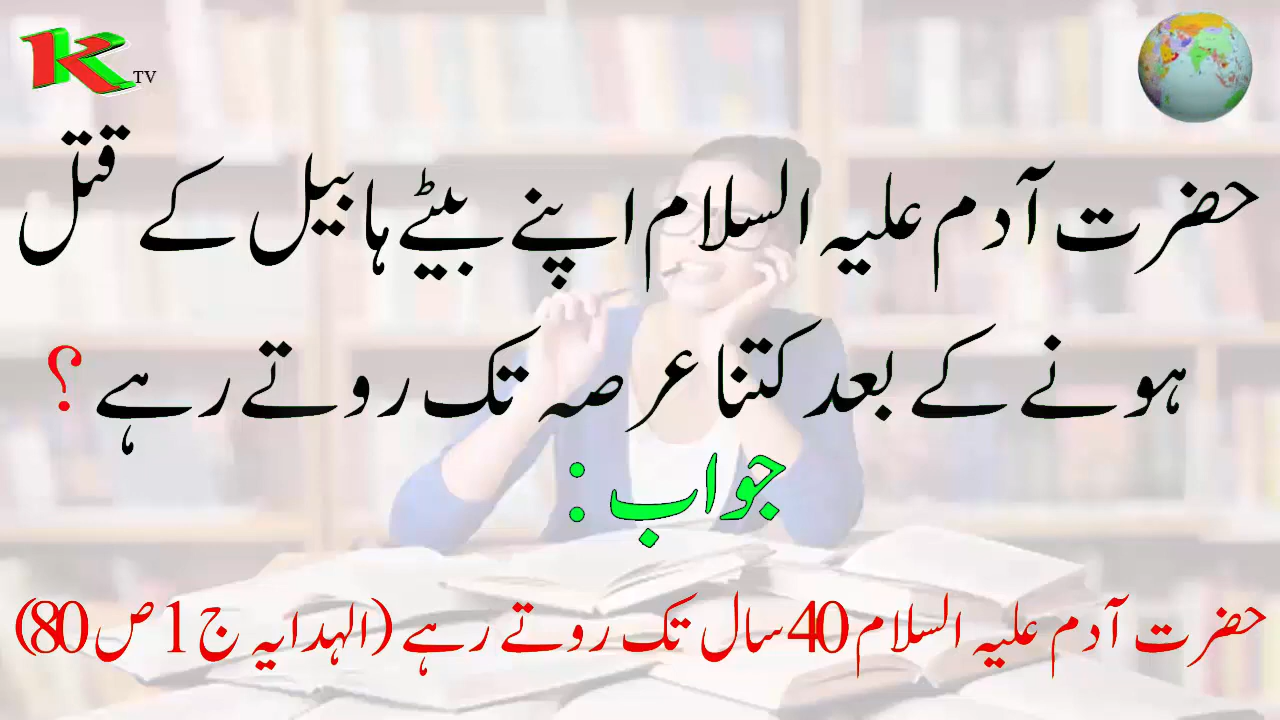 K TV
حضرت آدم علیہ السلام اپنے بیٹے ہابیل کے قتل
ہونے کے بعد کتنا عرصہ تک روتے رہے ؟
جواب :
حضرت آدم علیہ السلام 40 سال تک روتے رہے (الہدایہ ج 1 ص 80)